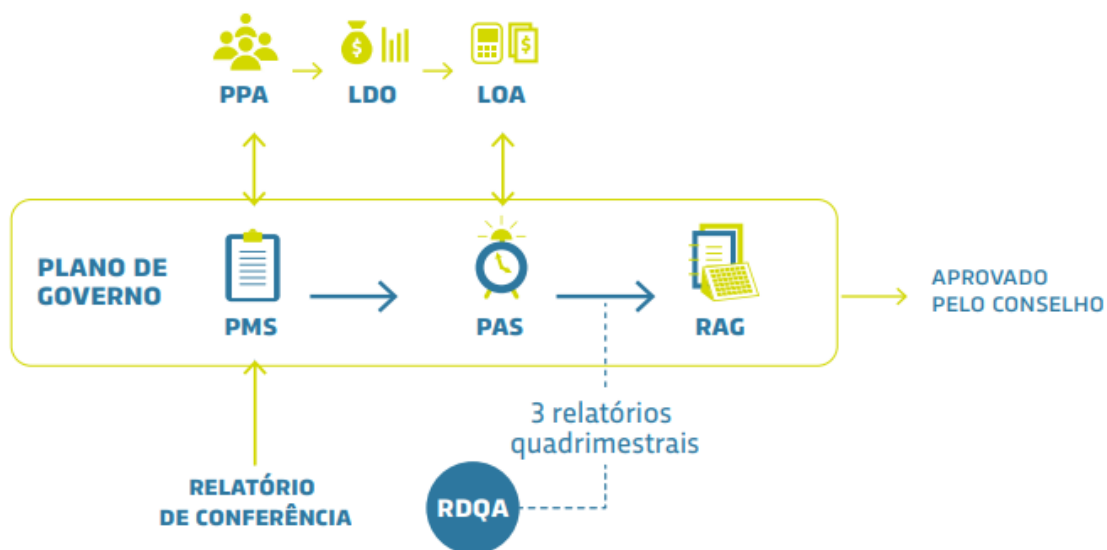 PPA
LDO
LOA
PLANO DE
GOVERNO
PMS
PAS
RAG
APROVADO
PELO CONSELHO
3 relatórios
quadrimestrais
RELATÓRIO
DE CONFERÊNCIA
RDQA
$
$